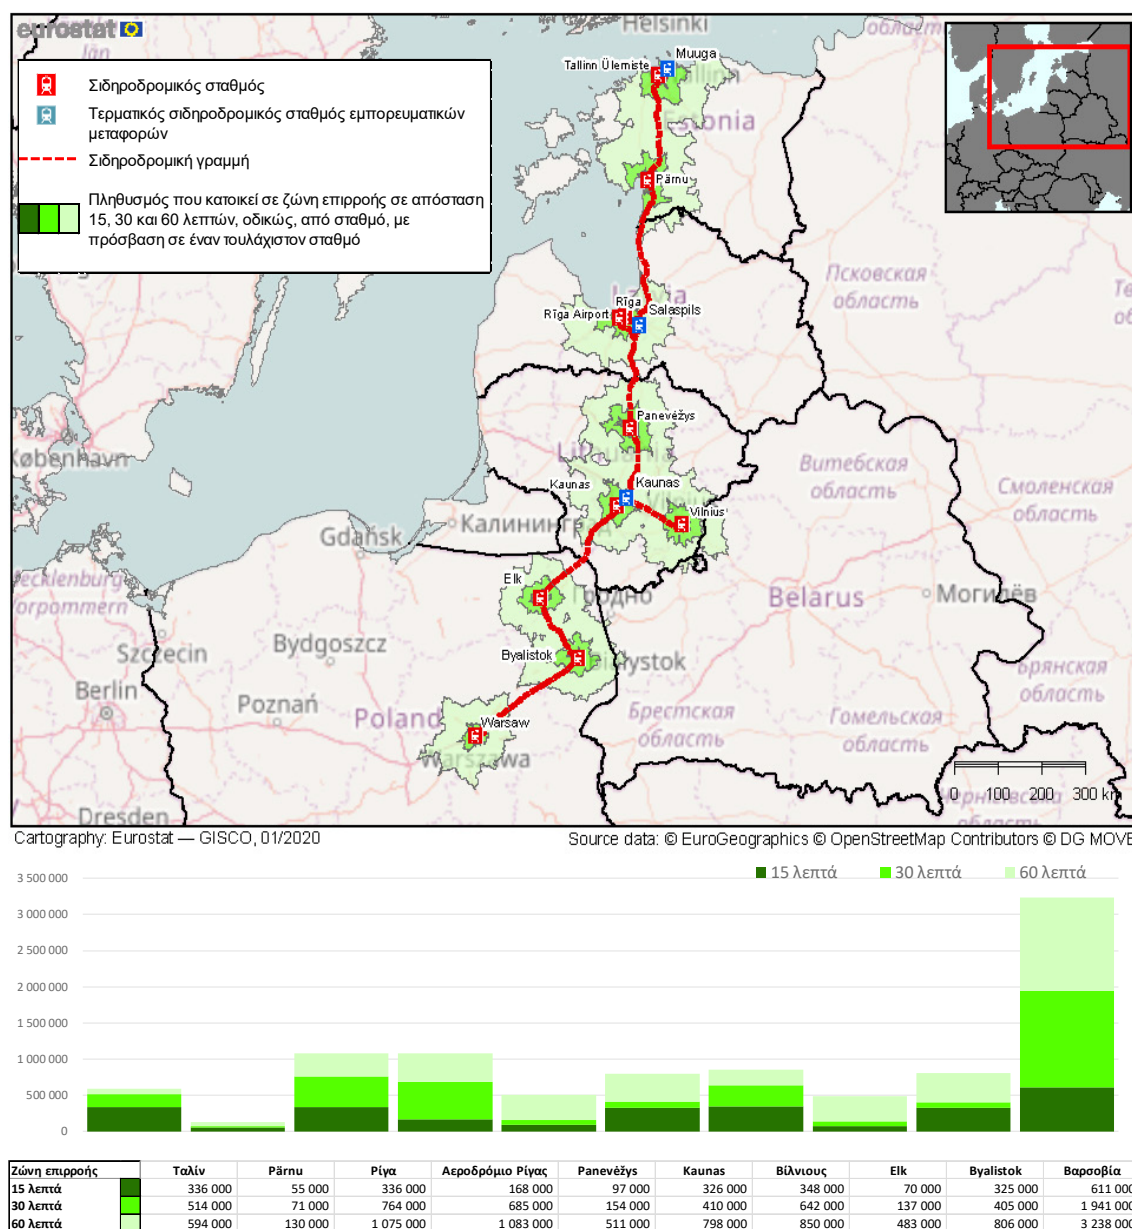 eurostat
Helsinki
län
область
Muuga
Tallinn Ülemiste
Tallinn
Σιδηροδρομικός σταθμός
Τερματικός σιδηροδρομικός σταθμός εμπορευματικών
μεταφορών
Σιδηροδρομική γραμμή
Πληθυσμός που κατοικεί σε ζώνη επιρροής σε απόσταση
15, 30 και 60 λεπτών, οδικώς, από σταθμό, με
πρόσβαση σε έναν τουλάχιστον σταθμό
Estonia
Pärnu
Псковская
область
Latvia
Rīga
Rīga Airport
Salaspils
Panevėžys
Lithuania
København
Витебская
область
Смоленская
область
Kaunas
Kaunas
Vilnius
Vilnius
Gdańsk
Калининград
Elk
Гродно
Belarus
Могилёв
Mecklenburg
Vorpommern
Szczecin
Bydgoszcz
Byalistok
Białystok
Брянская
область
Berlin
Poznań
Poland
Warsaw
Warszawa
Брестская
область
Гомельская
область
Dresden
0 100 200 300 km
Cartography: Eurostat — GISCO, 01/2020
Source data: © EuroGeographics © OpenStreetMap Contributors © DG MOVE
15 λεπτά 30 λεπτά 60 λεπτά
3 500 000
3 000 000
2 500 000
2 000 000
1 500 000
1 000 000
500 000
0
Ζώνη επιρροής Ταλίν Pärnu Ρίγα Αεροδρόμιο Ρίγας Panevėžys Kaunas Βίλνιους Elk Byalistok Βαρσοβία
15 λεπτά 336 000 55 000 336 000 168 000 97 000 326 000 348 000 70 000 325 000 611 000
30 λεπτά 514 000 71 000 764 000 685 000 154 000 410 000 642 000 137 000 405 000 1 941 000
60 λεπτά 594 000 130 000 1 075 000 1 083 000 511 000 798 000 850 000 483 000 806 000 3 238 000